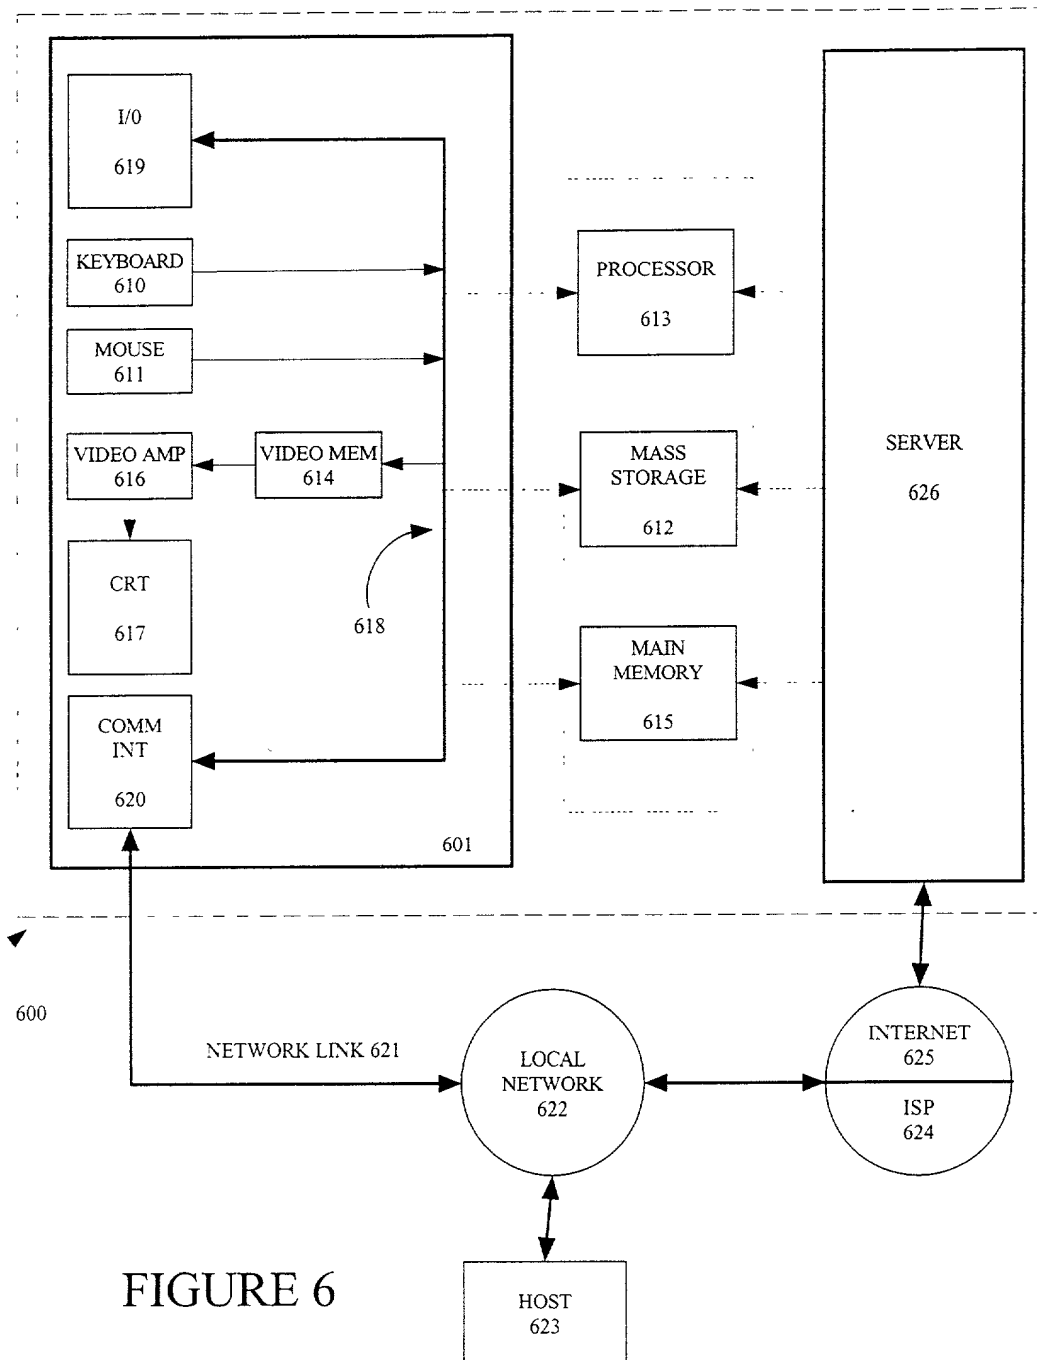 I/0
619
KEYBOARD
610
MOUSE
611
VIDEO AMP
616
VIDEO MEM
614
CRT
617
618
COMM
INT
620
601
PROCESSOR
613
MASS
STORAGE
612
MAIN
MEMORY
615
SERVER
626
600
NETWORK LINK 621
LOCAL
NETWORK
622
INTERNET
625
ISP
624
HOST
623
FIGURE 6